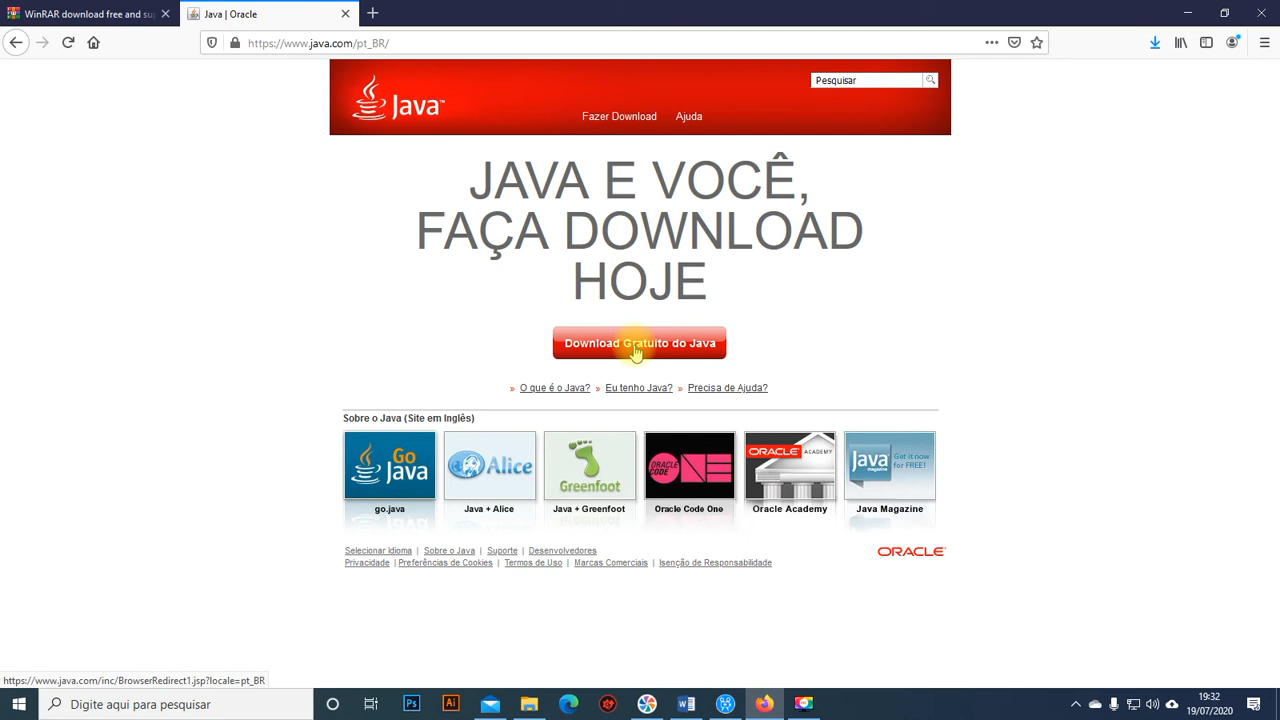 WinRAR download free and sup
Java | Oracle
https://www.java.com/pt_BR/
Java™
Pesquisar
Fazer Download Ajuda
JAVA E VOCÊ,
FAÇA DOWNLOAD
HOJE
Download Gratuito do Java
» O que é o Java? » Eu tenho Java? » Precisa de Ajuda?
Sobre o Java (Site em Inglês)
Go Java
Alice
Greenfoot
ORACLE CODE ONE
ORACLE ACADEMY
Java magazine Get it now for FREE!
go.java
Java + Alice
Java + Greenfoot
Oracle Code One
Oracle Academy
Java Magazine
Selecionar Idioma | Sobre o Java | Suporte | Desenvolvedores
ORACLE
Privacidade | Preferências de Cookies | Termos de Uso | Marcas Comerciais | Isenção de Responsabilidade
https://www.java.com/inc/BrowserRedirect1.jsp?locale=pt_BR
Digite aqui para pesquisar
Ps
Ai
19:32
19/07/2020